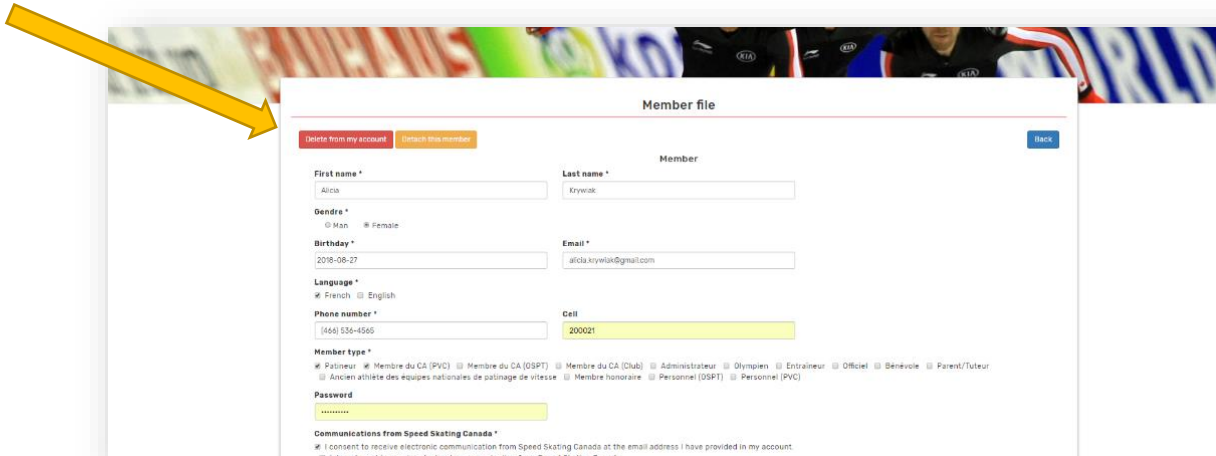 KIA KIA
KIA
Member file
Delete from my account Detach this member Back
Member
First name * Last name *
Alicia Krywiak
Gendre *
Man Female
Birthday * Email *
2018-08-27 alicia.krywiak@gmail.com
Language *
French English
Phone number * Cell
(466) 536-4565 200021
Member type *
Patineur Membre du CA (PVC) Membre du CA (OSPT) Membre du CA (Club) Administrateur Olympien Entraîneur Officiel Bénévole Parent/Tuteur
Ancien athlète des équipes nationales de patinage de vitesse Membre honoraire Personnel (OSPT) Personnel (PVC)
Password
••••••••••
Communications from Speed Skating Canada *
I consent to receive electronic communication from Speed Skating Canada at the email address I have provided in my account.